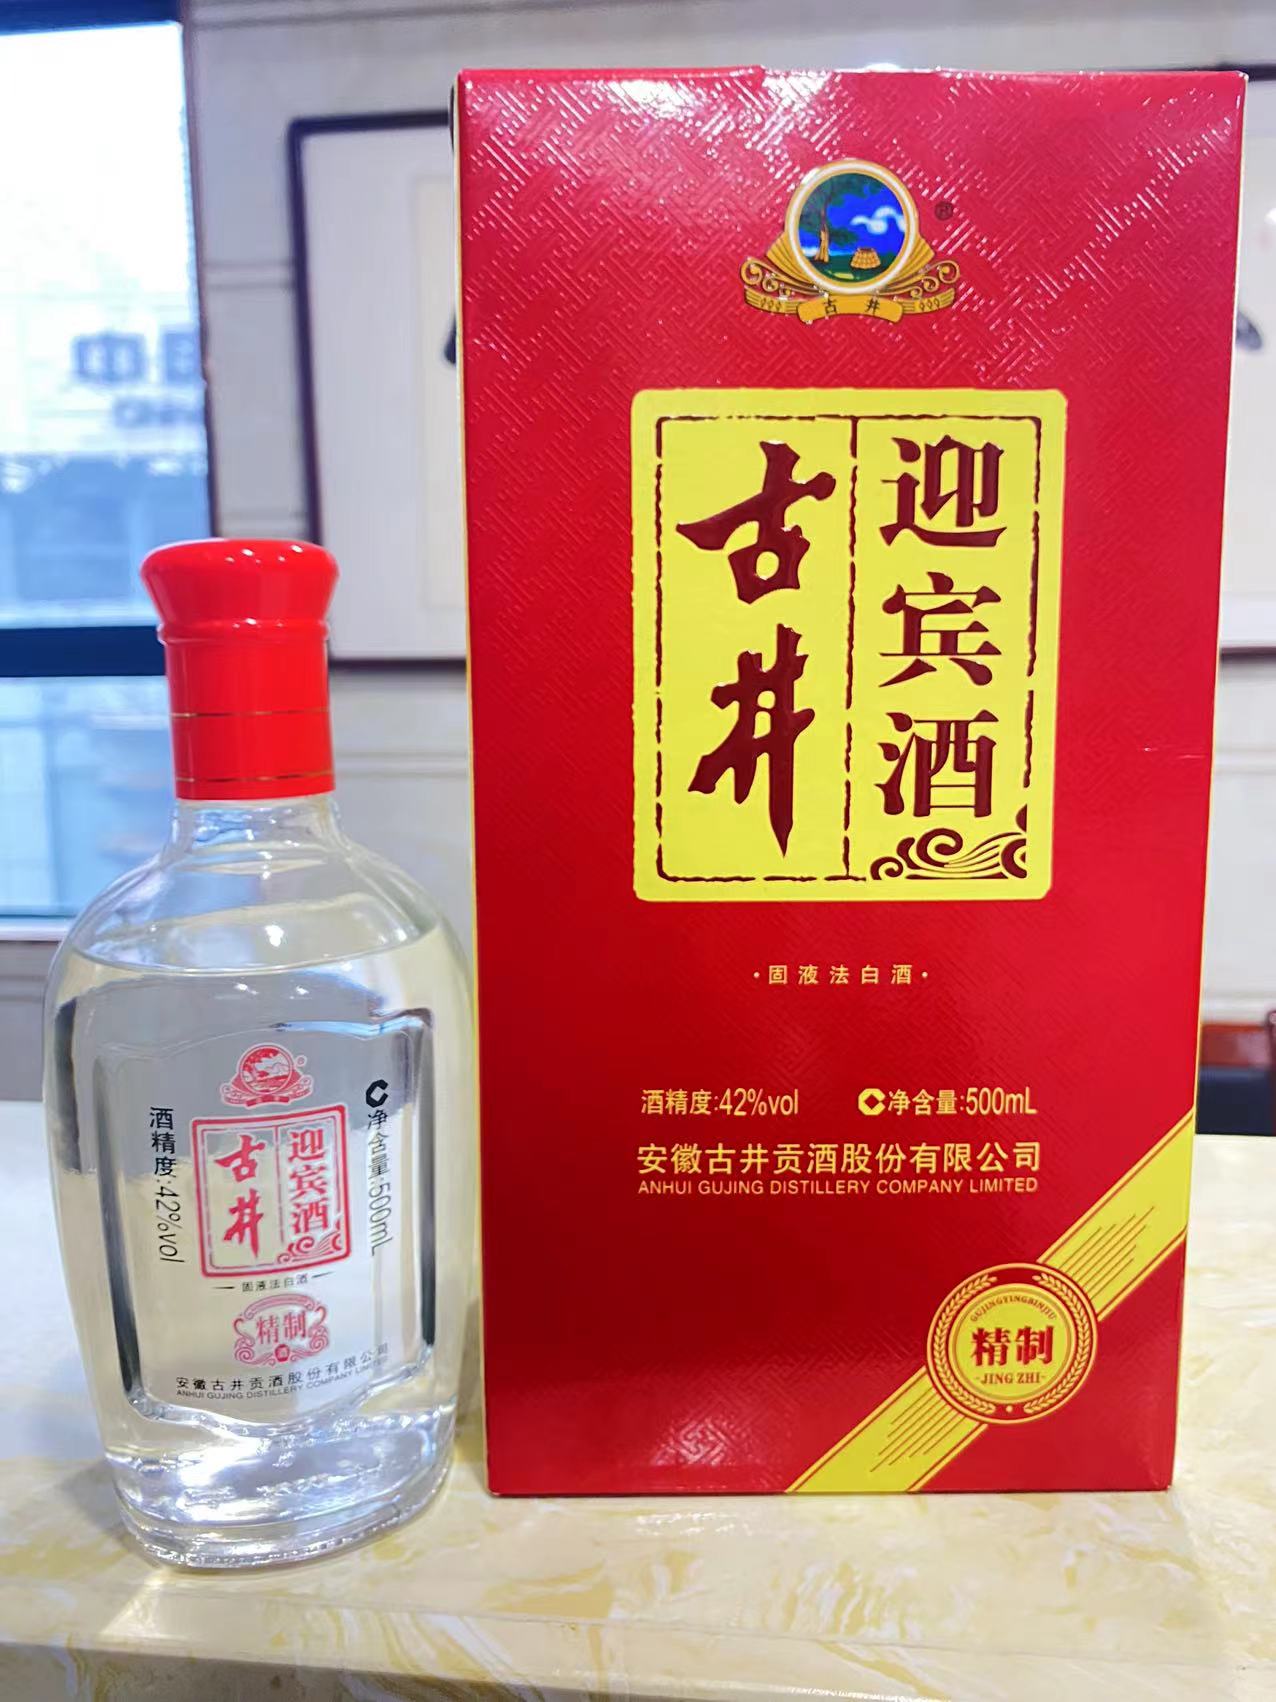 古井
®
古井
迎宾酒
·固液法白酒·
酒精度:42%vol
净含量:500mL
安徽古井贡酒股份有限公司
ANHUI GUJING DISTILLERY COMPANY LIMITED
GUJINGYINGBINJIU
精制
-JING ZHI-
酒精度:42%vol
古井
迎宾酒
净含量:500mL
固液法白酒
精制
酒
安徽古井贡酒股份有限公司
ANHUI GUJING DISTILLERY COMPANY LIMITED